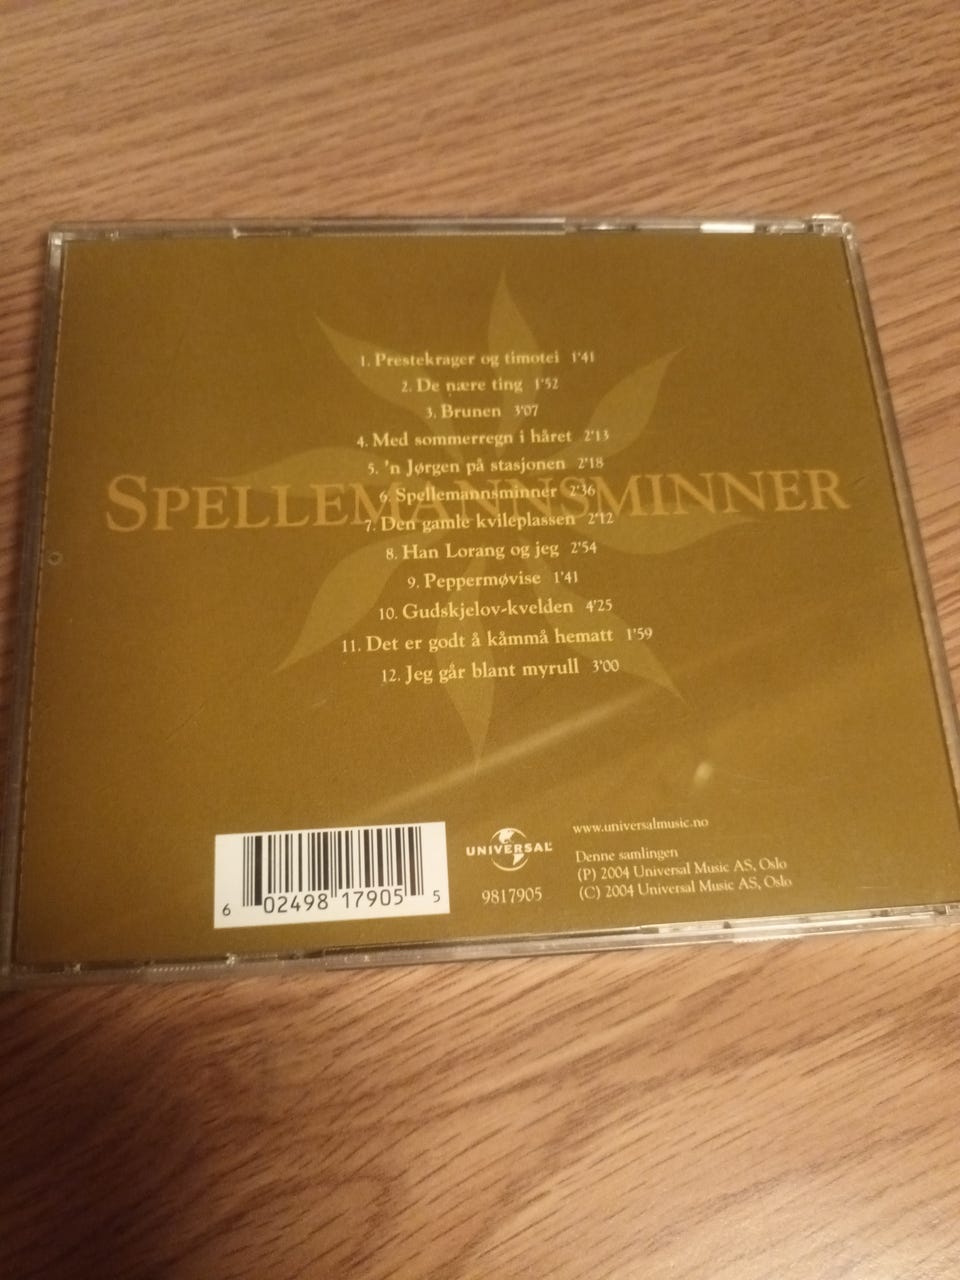 1. Prestekrager og timotei 1'41
2. De nære ting 1'52
3. Brunen 3'07
4. Med sommerregn i håret 2'13
5. 'n Jørgen på stasjonen 2'18
SPELLEMANNSMINNER
6. Spellemannsminner 2'36
7. Den gamle kvileplassen 2'12
8. Han Lorang og jeg 2'54
9. Peppermøvise 1'41
10. Gudskjelov-kvelden 4'25
11. Det er godt å kåmmå hematt 1'59
12. Jeg går blant myrull 3'00
6 02498 17905 5
UNIVERSAL
9817905
www.universalmusic.no
Denne samlingen
(P) 2004 Universal Music AS, Oslo
(C) 2004 Universal Music AS, Oslo